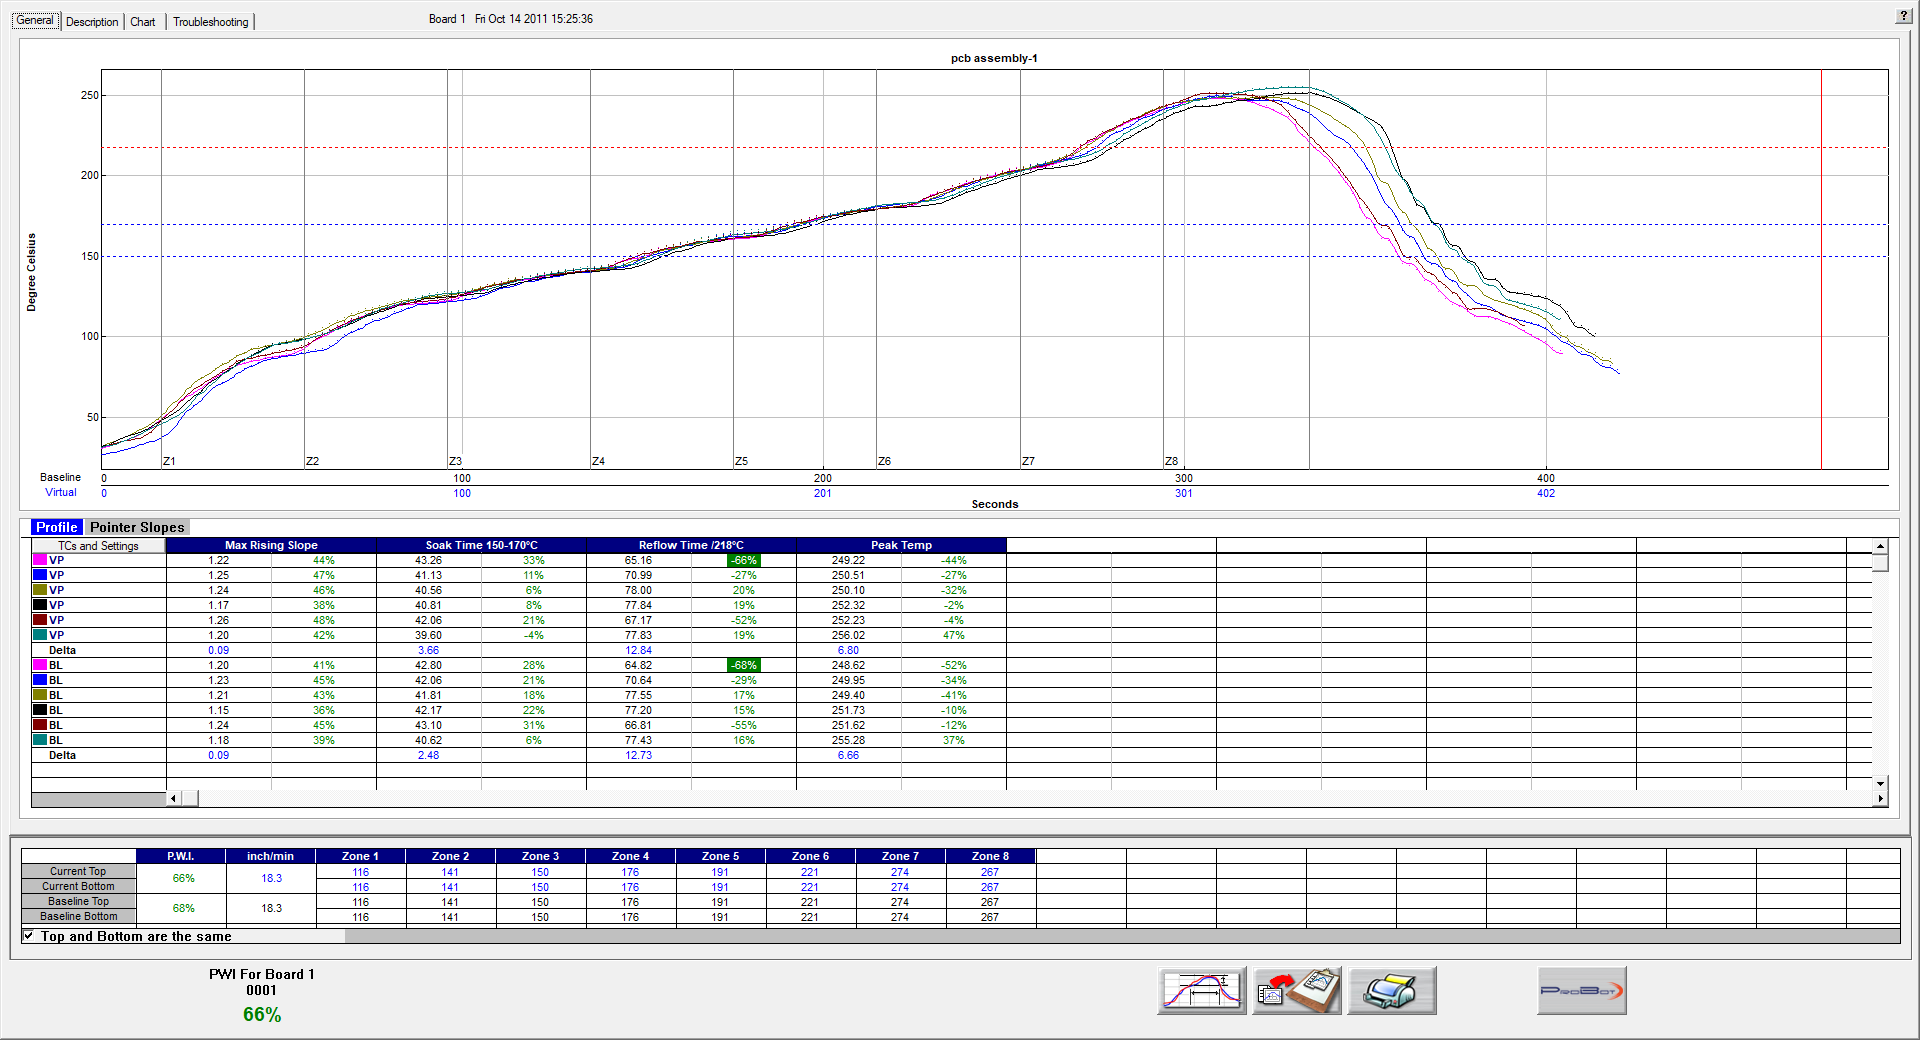 General Description Chart Troubleshooting Board 1 Fri Oct 14 2011 15:25:36 ?
pcb assembly-1
250
200
150
100
50
Degree Celsius
Z1 Z2 Z3 Z4 Z5 Z6 Z7 Z8
Baseline 0 100 200 300 400
Virtual 0 100 201 301 402
Seconds
Profile Pointer Slopes
TCs and Settings Max Rising Slope Soak Time 150-170°C Reflow Time /218°C Peak Temp
VP 1.22 44% 43.26 33% 65.16 -66% 249.22 -44%
VP 1.25 47% 41.13 11% 70.99 -27% 250.51 -27%
VP 1.24 46% 40.56 6% 78.00 20% 250.10 -32%
VP 1.17 38% 40.81 8% 77.84 19% 252.32 -2%
VP 1.26 48% 42.06 21% 67.17 -52% 252.23 -4%
VP 1.20 42% 39.60 -4% 77.83 19% 256.02 47%
Delta 0.09 3.66 12.84 6.80
BL 1.20 41% 42.80 28% 64.82 -68% 248.62 -52%
BL 1.23 45% 42.06 21% 70.64 -29% 249.95 -34%
BL 1.21 43% 41.81 18% 77.55 17% 249.40 -41%
BL 1.15 36% 42.17 22% 77.20 15% 251.73 -10%
BL 1.24 45% 43.10 31% 66.81 -55% 251.62 -12%
BL 1.18 39% 40.62 6% 77.43 16% 255.28 37%
Delta 0.09 2.48 12.73 6.66
P.W.I. inch/min Zone 1 Zone 2 Zone 3 Zone 4 Zone 5 Zone 6 Zone 7 Zone 8
Current Top 66% 18.3 116 141 150 176 191 221 274 267
Current Bottom 116 141 150 176 191 221 274 267
Baseline Top 68% 18.3 116 141 150 176 191 221 274 267
Baseline Bottom 116 141 150 176 191 221 274 267
Top and Bottom are the same
PWI For Board 1
0001
66%
ProBot